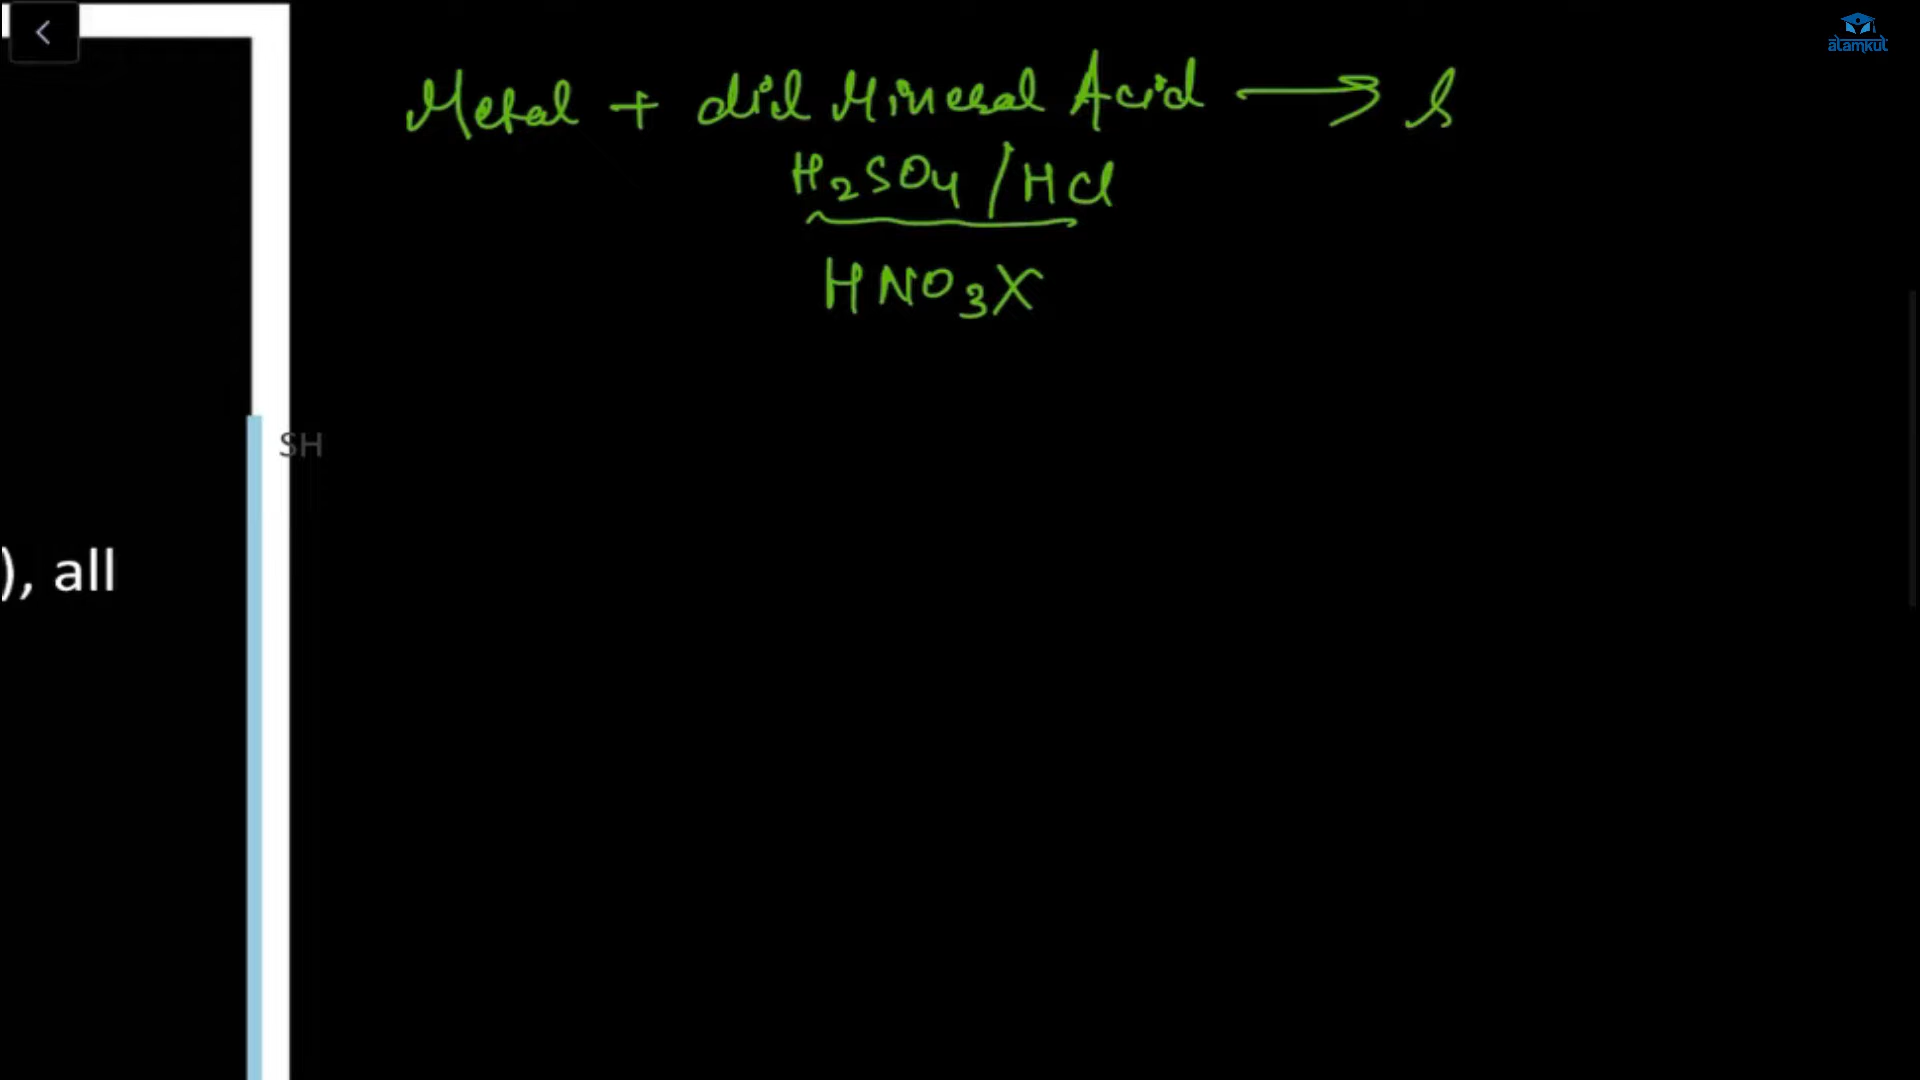 Metal + dil Mineral Acid → S
H₂SO₄ / HCl
HNO₃ X
SH
), all
atamkut